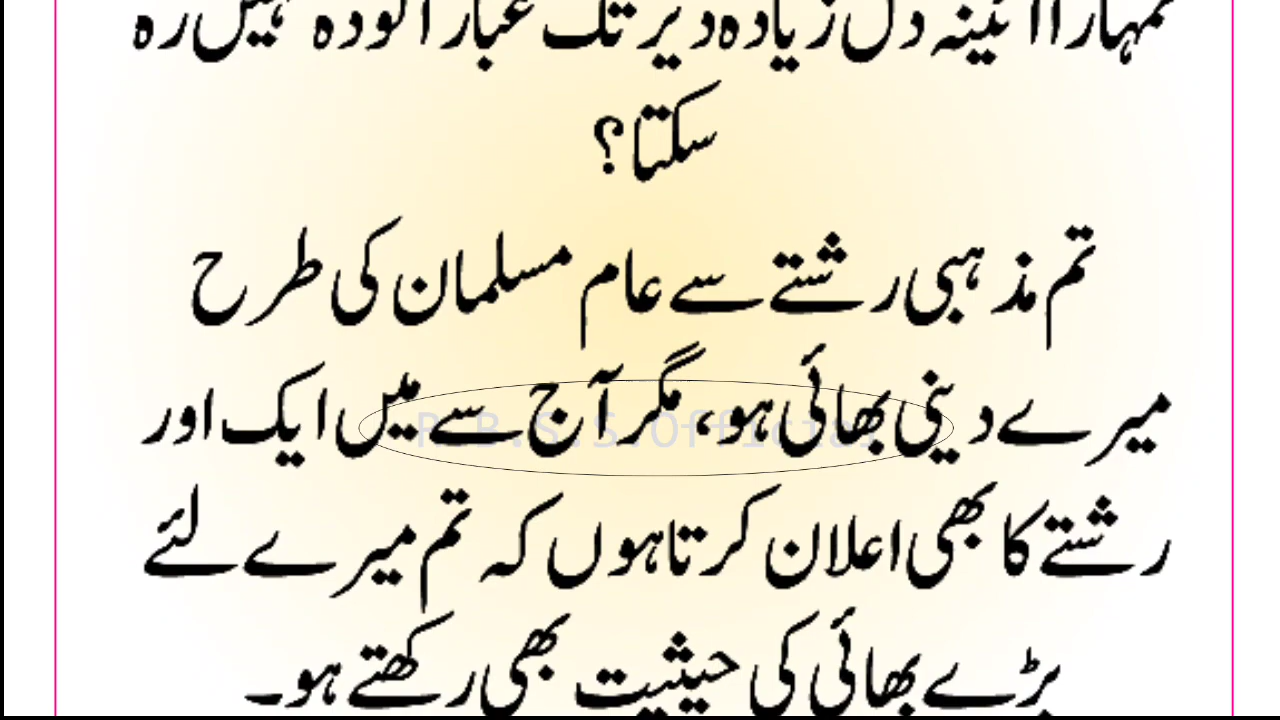 تمہارا آئینہ دل زیادہ دیر تک غبار آلودہ نہیں رہ
سکتا؟
تم مذہبی رشتے سے عام مسلمان کی طرح
میرے دینی بھائی ہو، مگر آج سے میں ایک اور
R.B.S.S Official
رشتے کا بھی اعلان کرتا ہوں کہ تم میرے لئے
بڑے بھائی کی حیثیت بھی رکھتے ہو۔